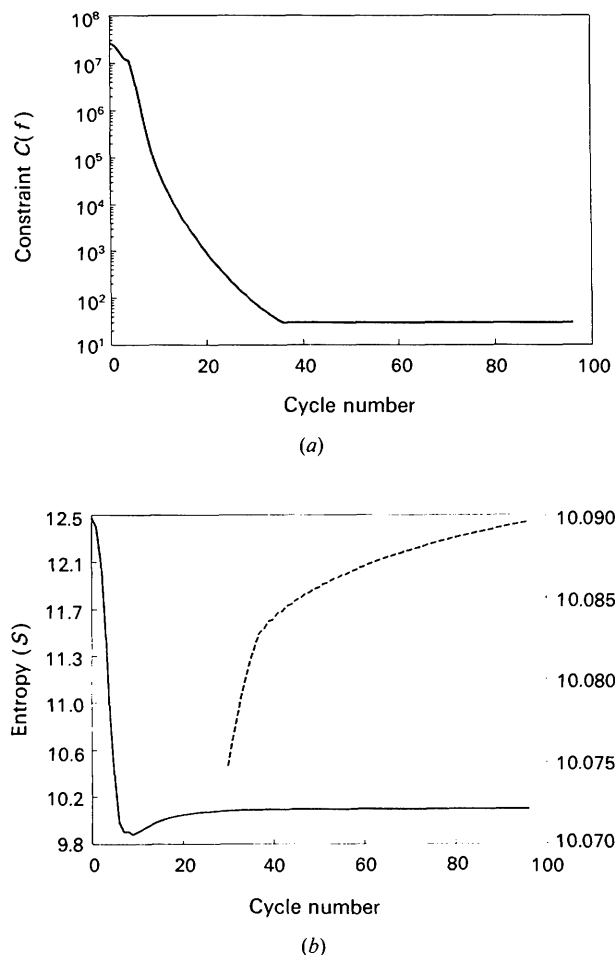 10⁸
10⁷
10⁶
10⁵
10⁴
10³
10²
10¹
Constraint C(f)
0 20 40 60 80 100
Cycle number
(a)
12.5
12.1
11.7
11.3
11.0
10.6
10.2
9.8
Entropy (S)
10.090
10.085
10.080
10.075
10.070
0 20 40 60 80 100
Cycle number
(b)